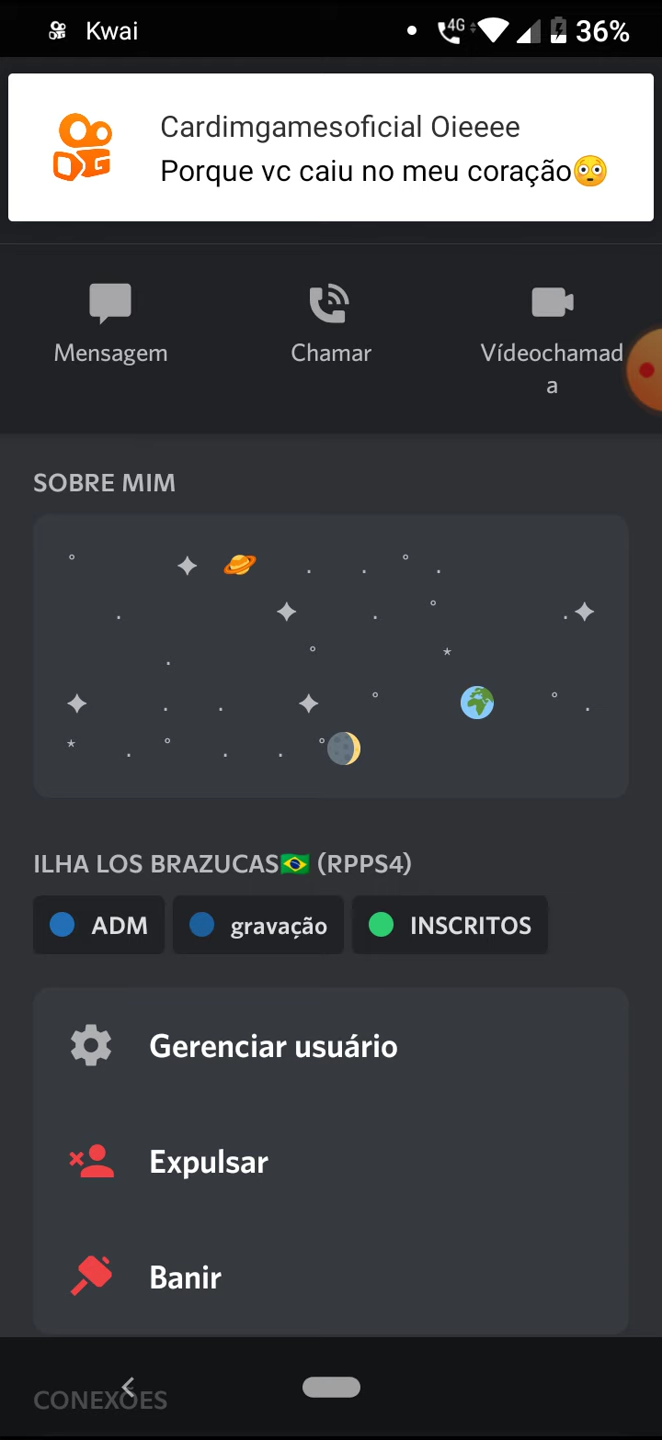 Kwai
4G
36%
Cardimgamesoficial Oieeee
Porque vc caiu no meu coração😳
Mensagem
Chamar
Vídeochamad
a
SOBRE MIM
ILHA LOS BRAZUCAS🇧🇷 (RPPS4)
ADM
gravação
INSCRITOS
Gerenciar usuário
Expulsar
Banir
CONEXÕES